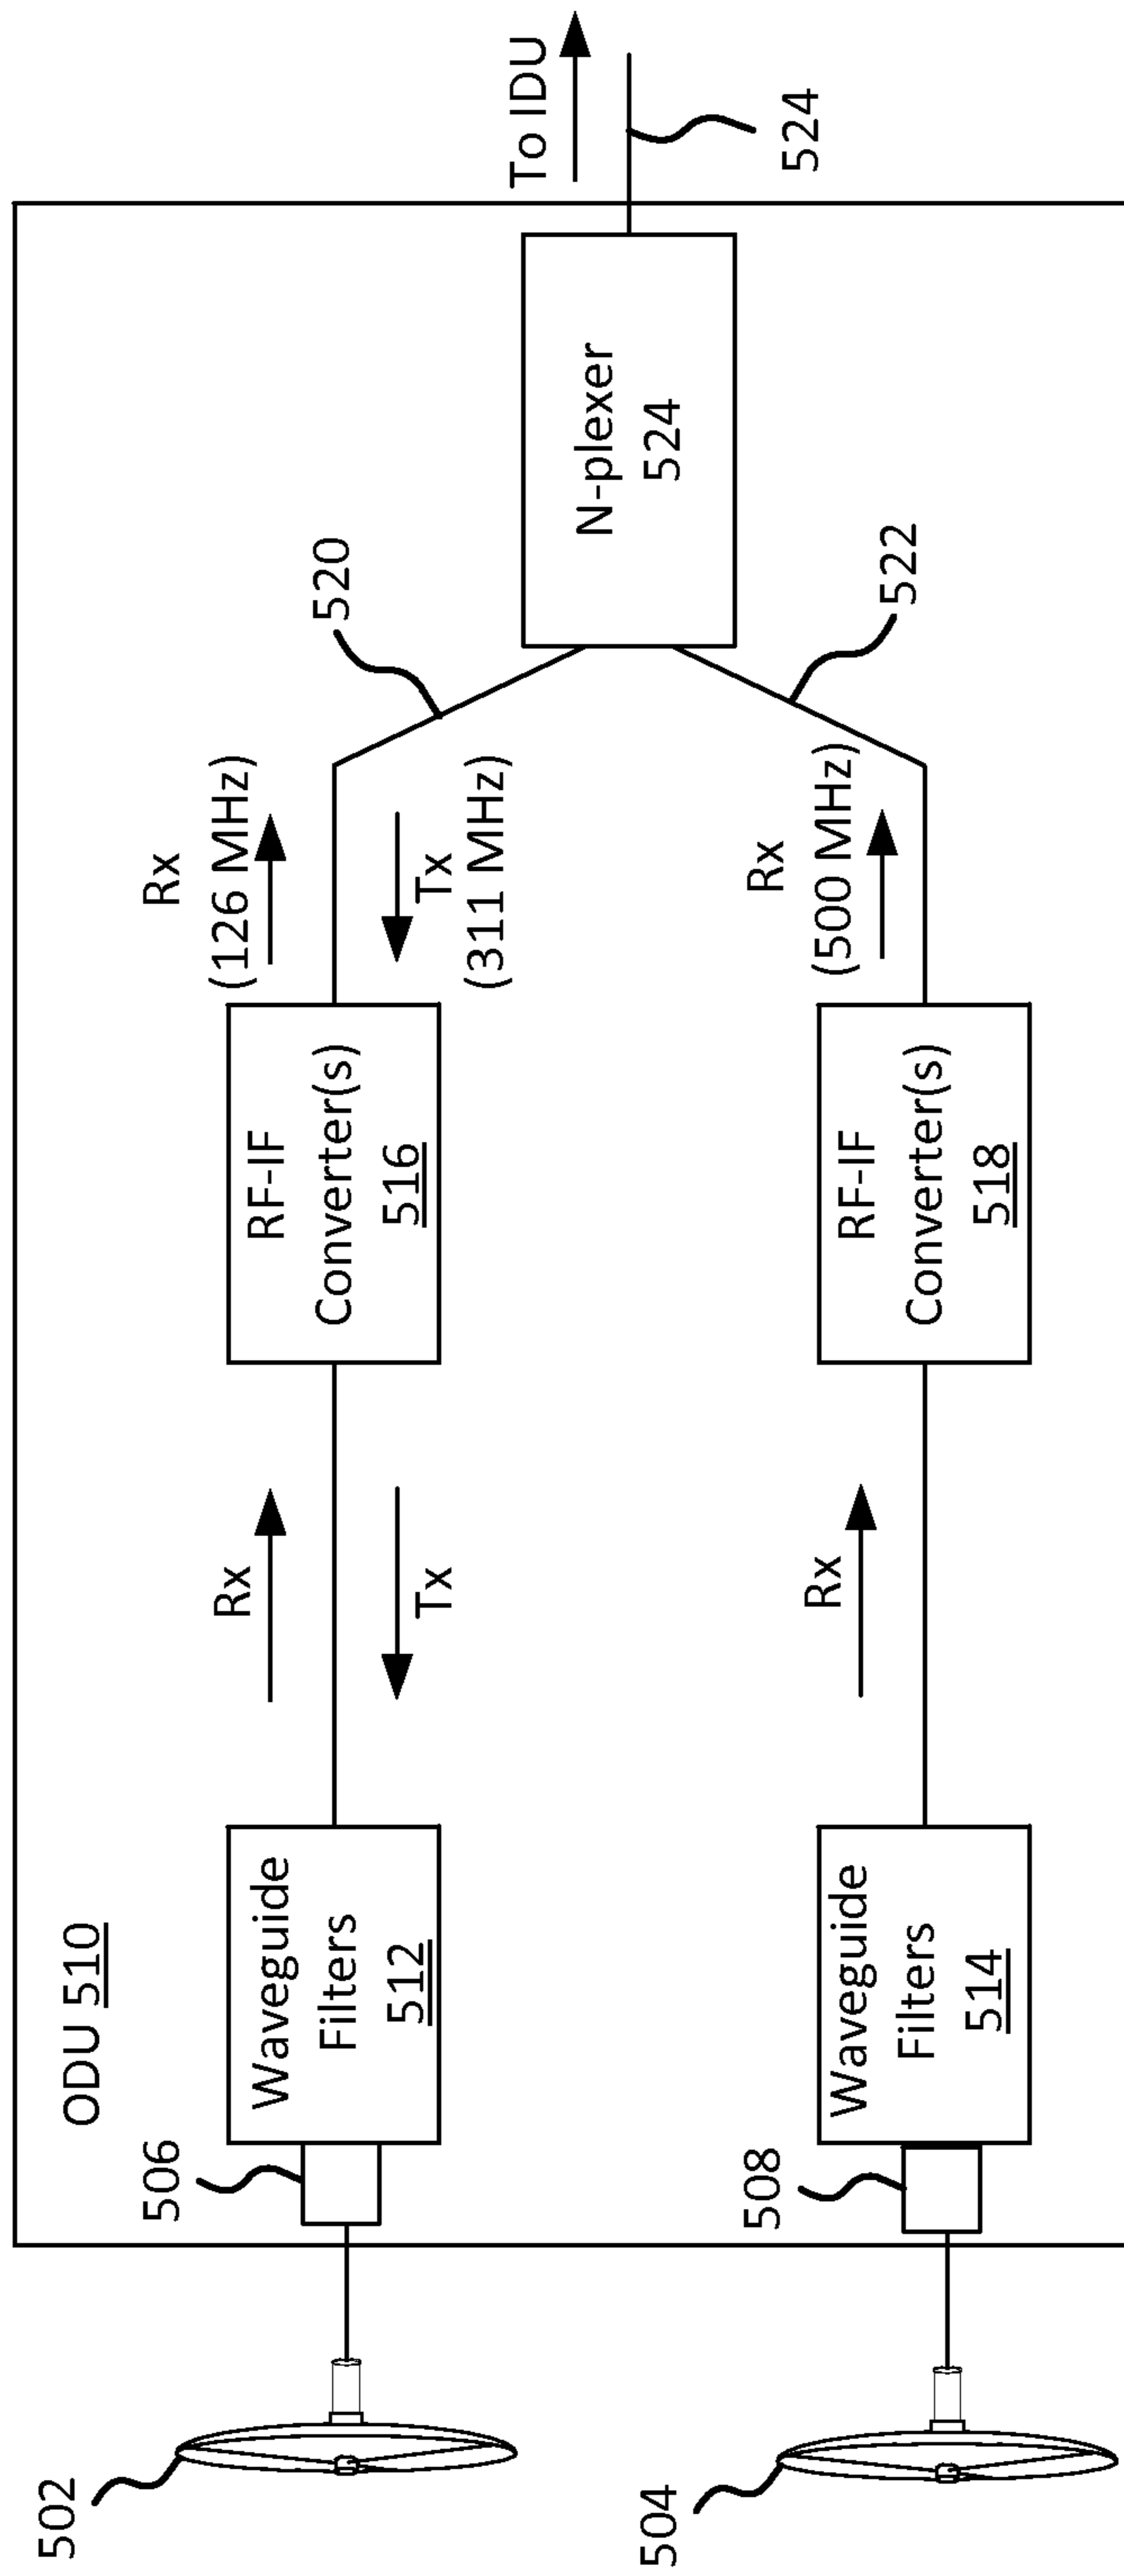 ODU 510
502
506
Waveguide
Filters
512
Rx
Tx
RF-IF
Converter(s)
516
Rx
(126 MHz)
Tx
(311 MHz)
520
N-plexer
524
To IDU
524
504
508
Waveguide
Filters
514
Rx
RF-IF
Converter(s)
518
Rx
(500 MHz)
522